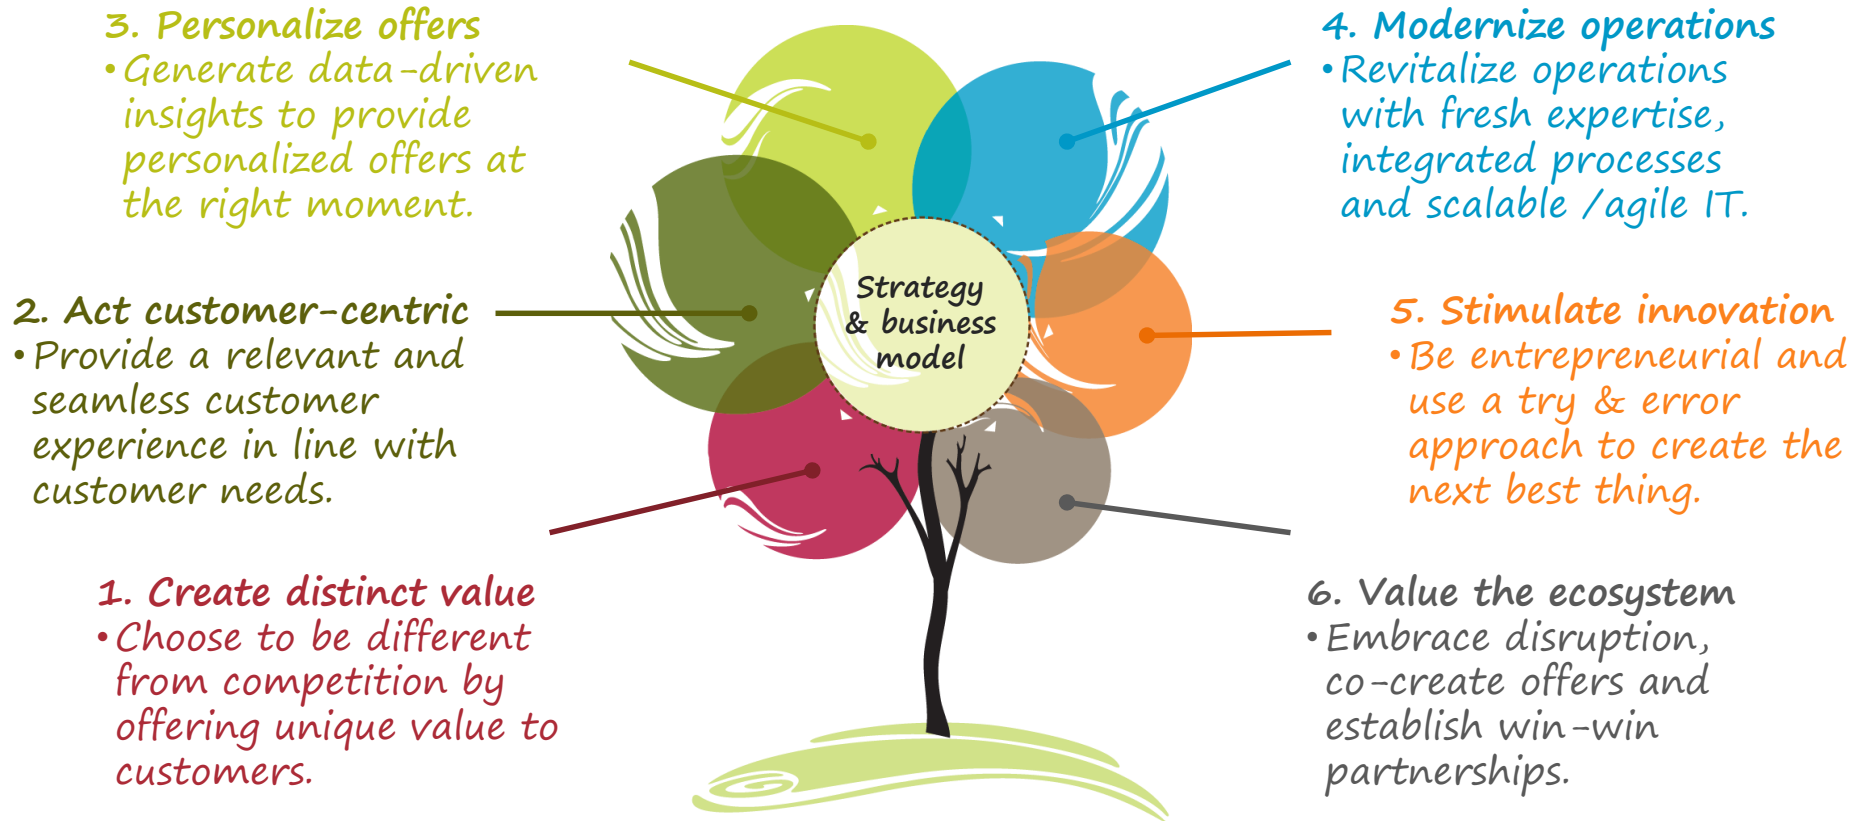 3. Personalize offers
• Generate data-driven
insights to provide
personalized offers at
the right moment.
4. Modernize operations
• Revitalize operations
with fresh expertise,
integrated processes
and scalable /agile IT.
2. Act customer-centric
• Provide a relevant and
seamless customer
experience in line with
customer needs.
Strategy
& business
model
5. Stimulate innovation
• Be entrepreneurial and
use a try & error
approach to create the
next best thing.
1. Create distinct value
• Choose to be different
from competition by
offering unique value to
customers.
6. Value the ecosystem
• Embrace disruption,
co-create offers and
establish win-win
partnerships.